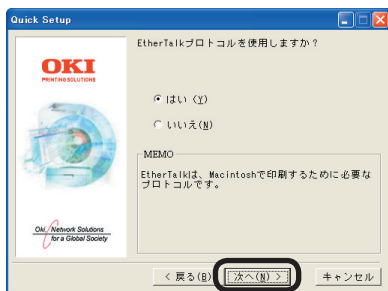 Quick Setup
EtherTalkプロトコルを使用しますか？
OKI
PRINTING SOLUTIONS
はい (Y)
いいえ(N)
MEMO
EtherTalkは、Macintoshで印刷するために必要な
プロトコルです。
Oki, Network Solutions
for a Global Society
< 戻る(B)
次へ(N) >
キャンセル